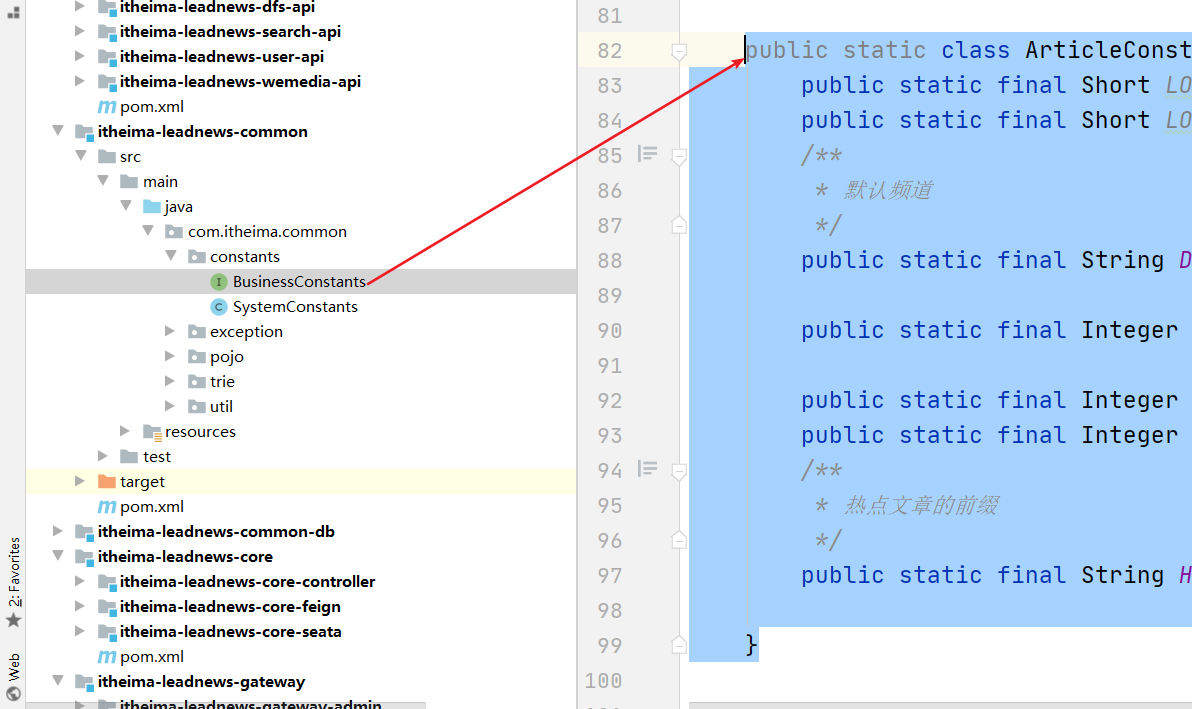 itheima-leadnews-dfs-api
itheima-leadnews-search-api
itheima-leadnews-user-api
itheima-leadnews-wemedia-api
pom.xml
itheima-leadnews-common
src
main
java
com.itheima.common
constants
BusinessConstants
SystemConstants
exception
pojo
trie
util
resources
test
target
pom.xml
itheima-leadnews-common-db
itheima-leadnews-core
itheima-leadnews-core-controller
itheima-leadnews-core-feign
itheima-leadnews-core-seata
pom.xml
itheima-leadnews-gateway
itheima-leadnews-gateway-admin
2: Favorites
Web
81
82 public static class ArticleConst
83 public static final Short LO
84 public static final Short LO
85 /**
86 * 默认频道
87 */
88 public static final String D
89
90 public static final Integer
91
92 public static final Integer
93 public static final Integer
94 /**
95 * 热点文章的前缀
96 */
97 public static final String H
98
99 }
100